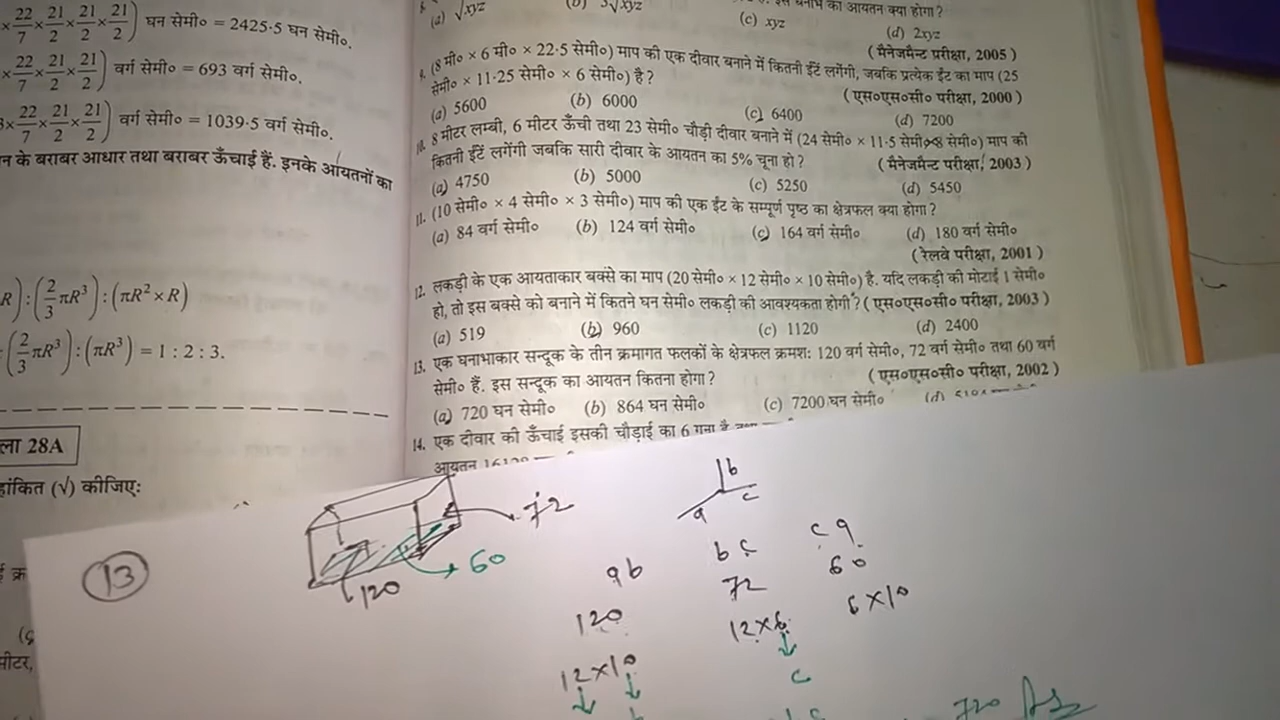 × 22/7 × 21/2 × 21/2 × 21/2) घन सेमी० = 2425·5 घन सेमी०.
× 22/7 × 21/2 × 21/2) वर्ग सेमी० = 693 वर्ग सेमी०.
× 22/7 × 21/2 × 21/2) वर्ग सेमी० = 1039·5 वर्ग सेमी०.
के बराबर आधार तथा बराबर ऊँचाई हैं. इनके आयतनों का
R) : (2/3 πR³) : (πR² × R)
(2/3 πR³) : (πR³) = 1 : 2 : 3.
28A
कीजिए:
मीटर,
का आयतन क्या होगा?
(a) √xyz (b) 3√xyz (c) xyz (d) 2xyz
(मैनेजमैन्ट परीक्षा, 2005)
9. (8 मी० × 6 मी० × 22·5 सेमी०) माप की एक दीवार बनाने में कितनी ईंटें लगेंगी, जबकि प्रत्येक ईंट का माप (25
सेमी० × 11·25 सेमी० × 6 सेमी०) है?
(एस०एस०सी० परीक्षा, 2000)
(a) 5600 (b) 6000 (c) 6400 (d) 7200
10. 8 मीटर लम्बी, 6 मीटर ऊँची तथा 23 सेमी० चौड़ी दीवार बनाने में (24 सेमी० × 11·5 सेमी० × 8 सेमी०) माप की
कितनी ईंटें लगेंगी जबकि सारी दीवार के आयतन का 5% चूना हो? (मैनेजमैन्ट परीक्षा, 2003)
(a) 4750 (b) 5000 (c) 5250 (d) 5450
11. (10 सेमी० × 4 सेमी० × 3 सेमी०) माप की एक ईंट के सम्पूर्ण पृष्ठ का क्षेत्रफल क्या होगा?
(a) 84 वर्ग सेमी० (b) 124 वर्ग सेमी० (c) 164 वर्ग सेमी० (d) 180 वर्ग सेमी०
(रेलवे परीक्षा, 2001)
12. लकड़ी के एक आयताकार बक्से का माप (20 सेमी० × 12 सेमी० × 10 सेमी०) है. यदि लकड़ी की मोटाई 1 सेमी०
हो, तो इस बक्से को बनाने में कितने घन सेमी० लकड़ी की आवश्यकता होगी? (एस०एस०सी० परीक्षा, 2003)
(a) 519 (b) 960 (c) 1120 (d) 2400
13. एक घनाभाकार सन्दूक के तीन क्रमागत फलकों के क्षेत्रफल क्रमश: 120 वर्ग सेमी०, 72 वर्ग सेमी० तथा 60 वर्ग
सेमी० हैं. इस सन्दूक का आयतन कितना होगा? (एस०एस०सी० परीक्षा, 2002)
(a) 720 घन सेमी० (b) 864 घन सेमी० (c) 7200 घन सेमी० (d)
14. एक दीवार की ऊँचाई इसकी चौड़ाई का 6 गुना है
आयतन
13
72
60
120
b
a c
ab bc ca
120 72 60
12×10 12×6 6×10
c
720 Ans